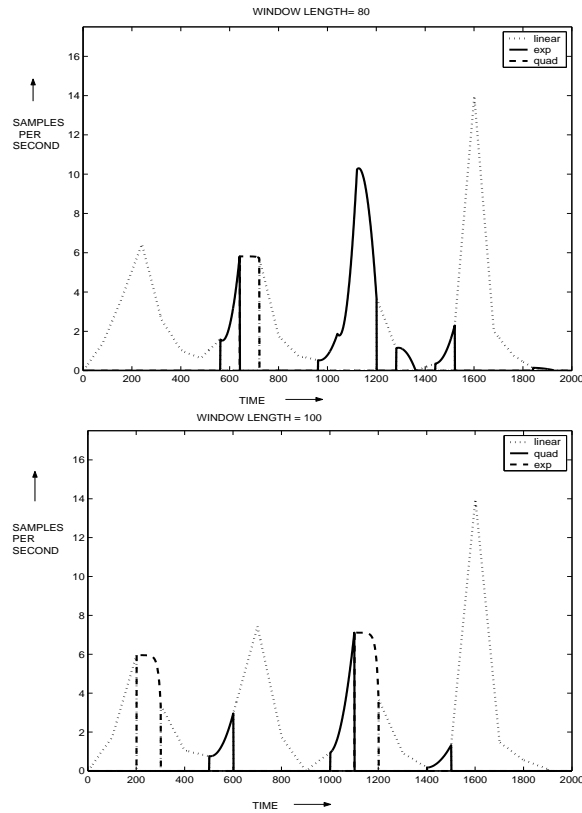 WINDOW LENGTH= 80
linear
exp
quad
SAMPLES
PER
SECOND
16
14
12
10
8
6
4
2
0
0 200 400 600 800 1000 1200 1400 1600 1800 2000
TIME
WINDOW LENGTH = 100
linear
quad
exp
SAMPLES
PER
SECOND
16
14
12
10
8
6
4
2
0
0 200 400 600 800 1000 1200 1400 1600 1800 2000
TIME